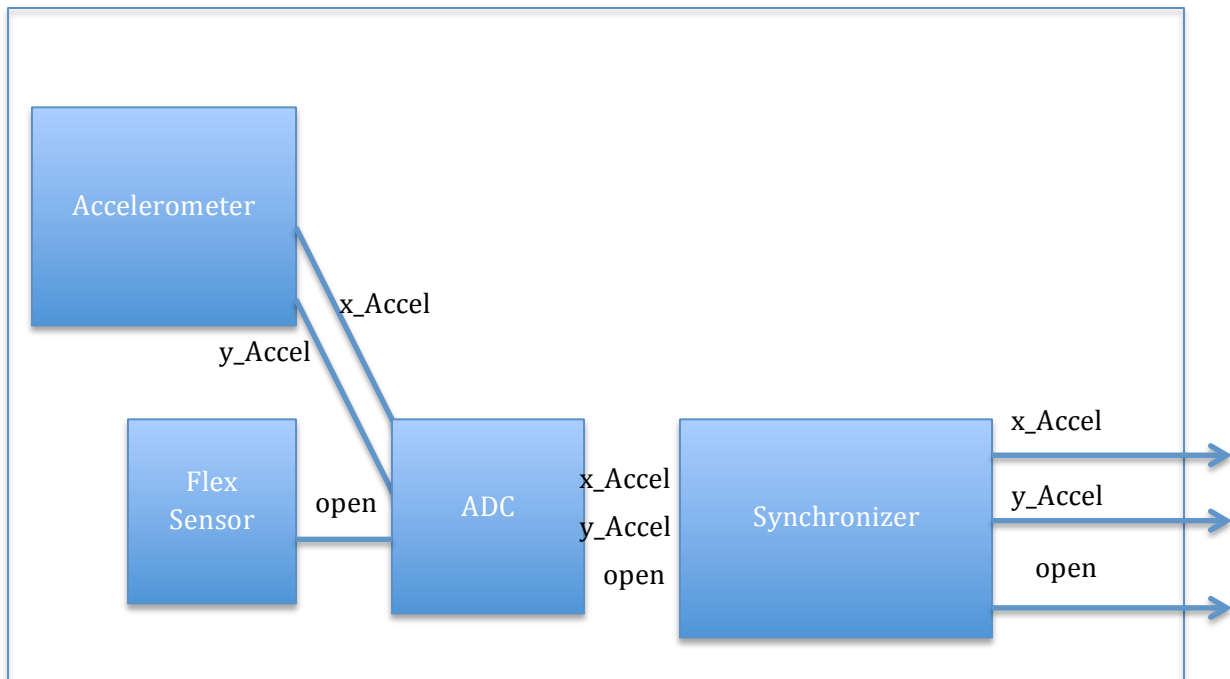 Accelerometer
x_Accel
y_Accel
Flex
Sensor
open
ADC
x_Accel
y_Accel
open
Synchronizer
x_Accel
y_Accel
open